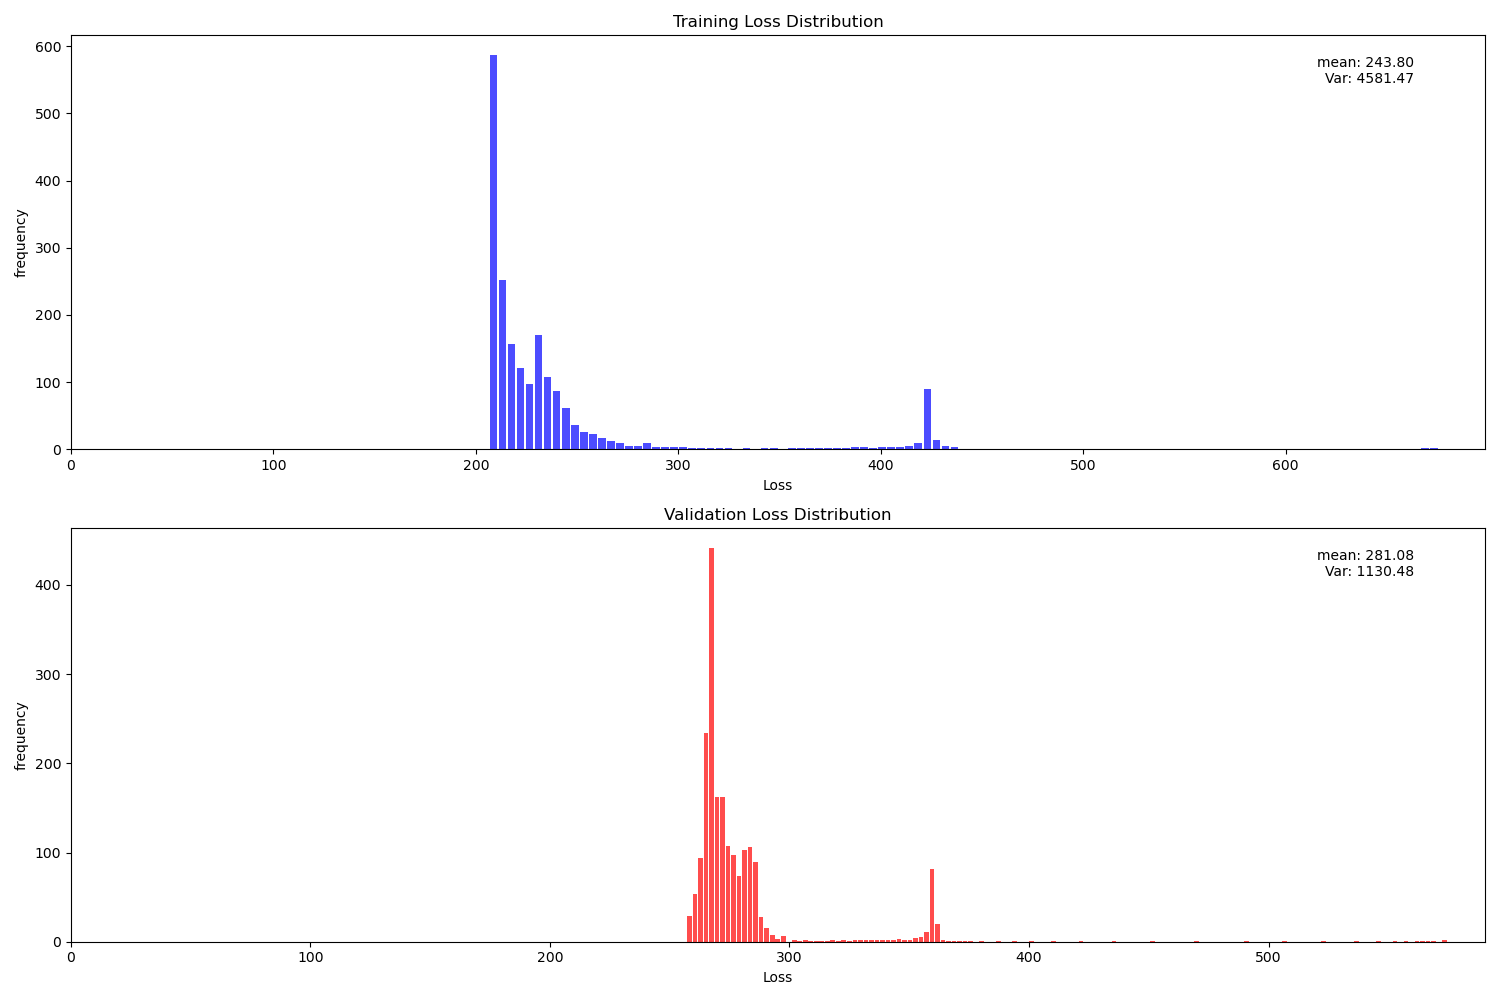 Training Loss Distribution
mean: 243.80
Var: 4581.47
frequency
600
500
400
300
200
100
0
0 100 200 300 400 500 600
Loss
Validation Loss Distribution
mean: 281.08
Var: 1130.48
frequency
400
300
200
100
0
0 100 200 300 400 500
Loss